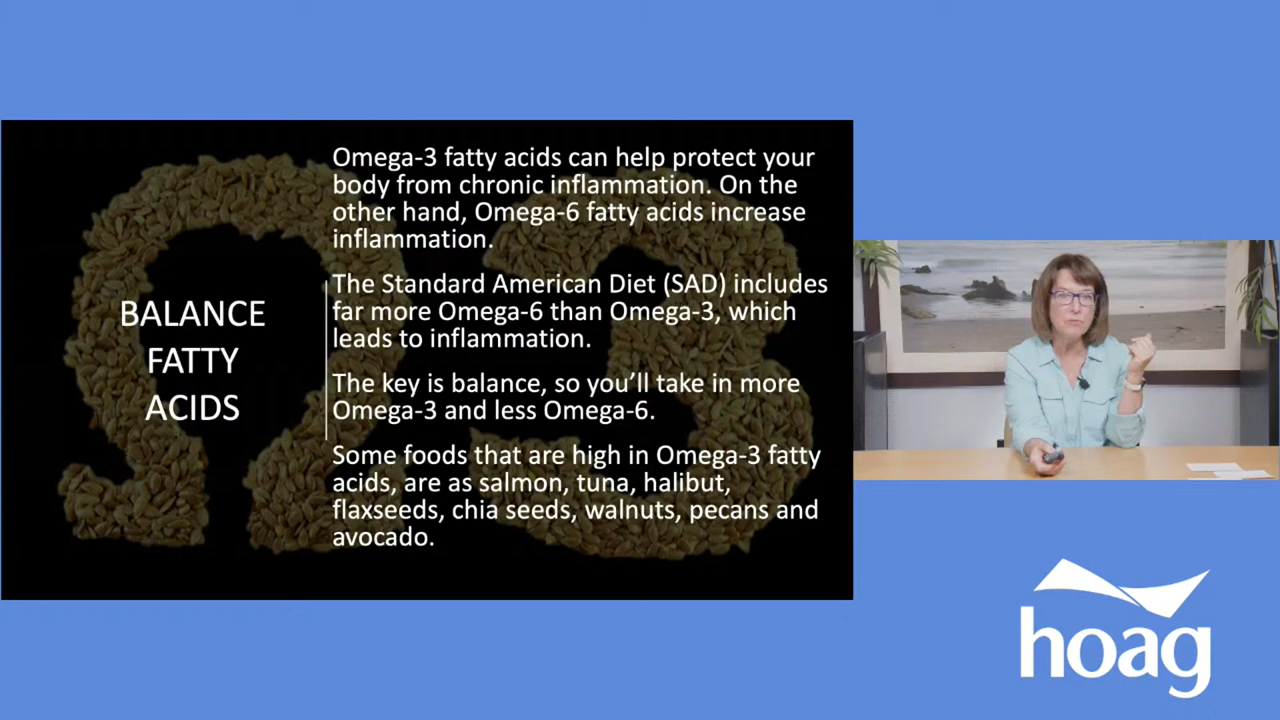 BALANCE
FATTY
ACIDS
Omega-3 fatty acids can help protect your
body from chronic inflammation. On the
other hand, Omega-6 fatty acids increase
inflammation.
The Standard American Diet (SAD) includes
far more Omega-6 than Omega-3, which
leads to inflammation.
The key is balance, so you'll take in more
Omega-3 and less Omega-6.
Some foods that are high in Omega-3 fatty
acids, are as salmon, tuna, halibut,
flaxseeds, chia seeds, walnuts, pecans and
avocado.
hoag